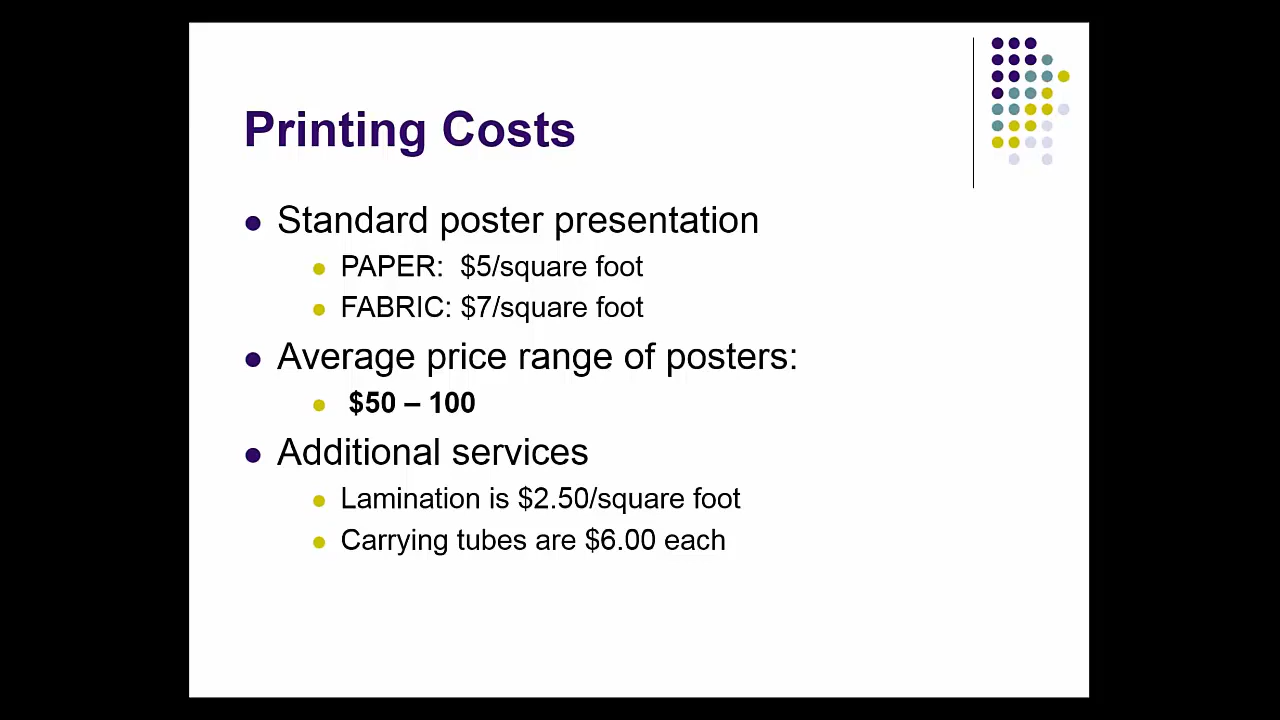 Printing Costs
Standard poster presentation
PAPER:  $5/square foot
FABRIC: $7/square foot
Average price range of posters:
$50 – 100
Additional services
Lamination is $2.50/square foot
Carrying tubes are $6.00 each